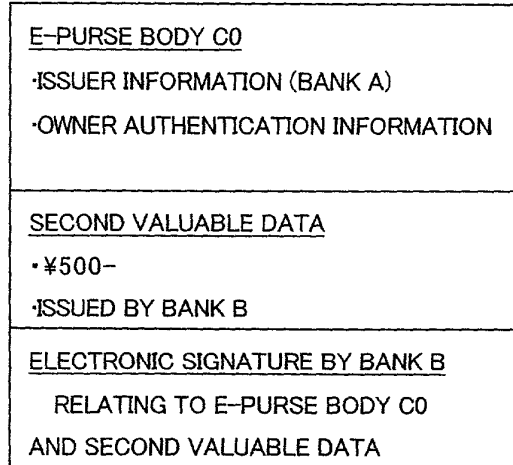 E-PURSE BODY C0
·ISSUER INFORMATION (BANK A)
·OWNER AUTHENTICATION INFORMATION
SECOND VALUABLE DATA
·¥500-
·ISSUED BY BANK B
ELECTRONIC SIGNATURE BY BANK B
RELATING TO E-PURSE BODY C0
AND SECOND VALUABLE DATA